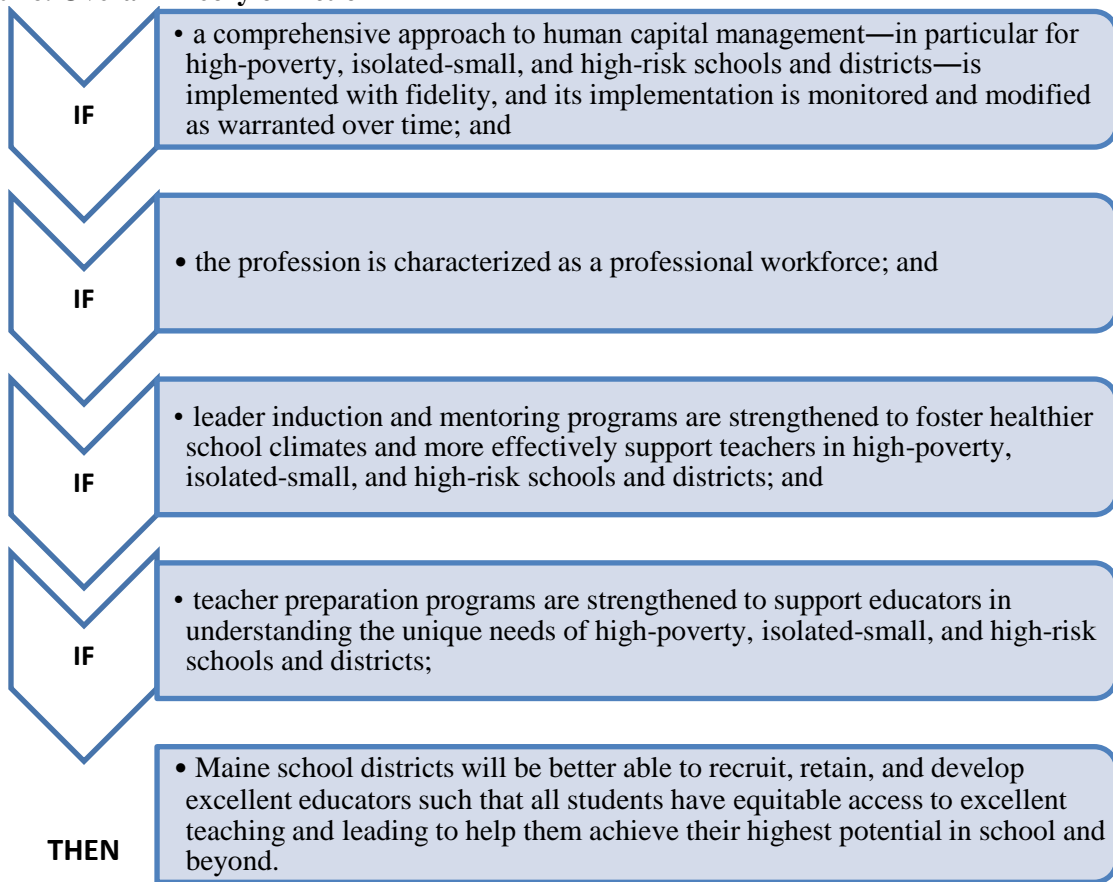 IF
• a comprehensive approach to human capital management—in particular for
high-poverty, isolated-small, and high-risk schools and districts—is
implemented with fidelity, and its implementation is monitored and modified
as warranted over time; and
IF
• the profession is characterized as a professional workforce; and
IF
• leader induction and mentoring programs are strengthened to foster healthier
school climates and more effectively support teachers in high-poverty,
isolated-small, and high-risk schools and districts; and
IF
• teacher preparation programs are strengthened to support educators in
understanding the unique needs of high-poverty, isolated-small, and high-risk
schools and districts;
THEN
• Maine school districts will be better able to recruit, retain, and develop
excellent educators such that all students have equitable access to excellent
teaching and leading to help them achieve their highest potential in school and
beyond.